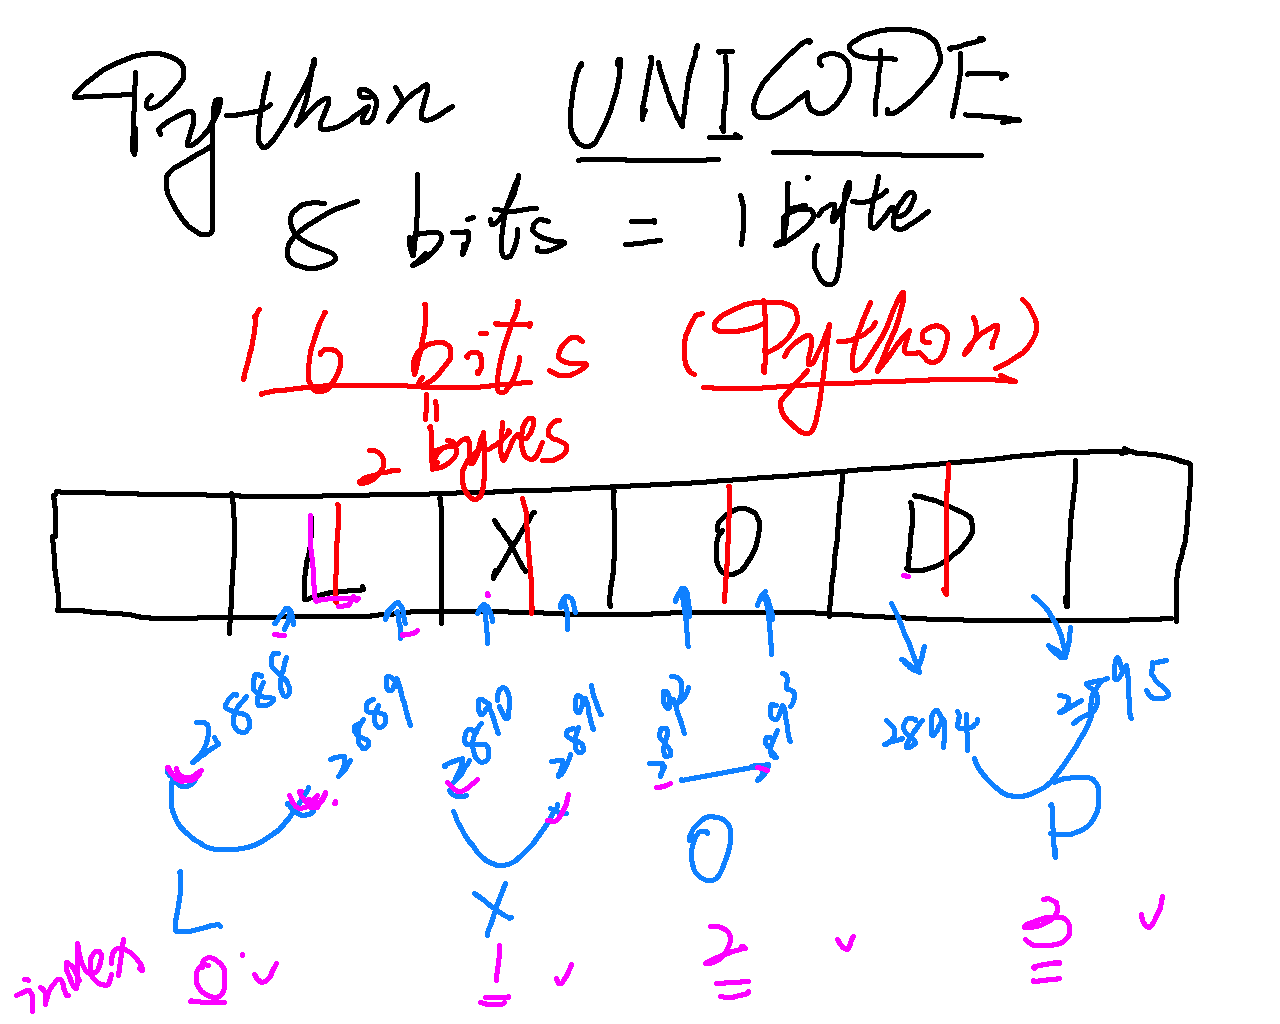 Python UNICODE
8 bits = 1 byte
16 bits (Python)
"
2 bytes
L X O D
2888 2889 2890 2891 2892 2893 2894 2895
L X O D
index 0 1 2 3